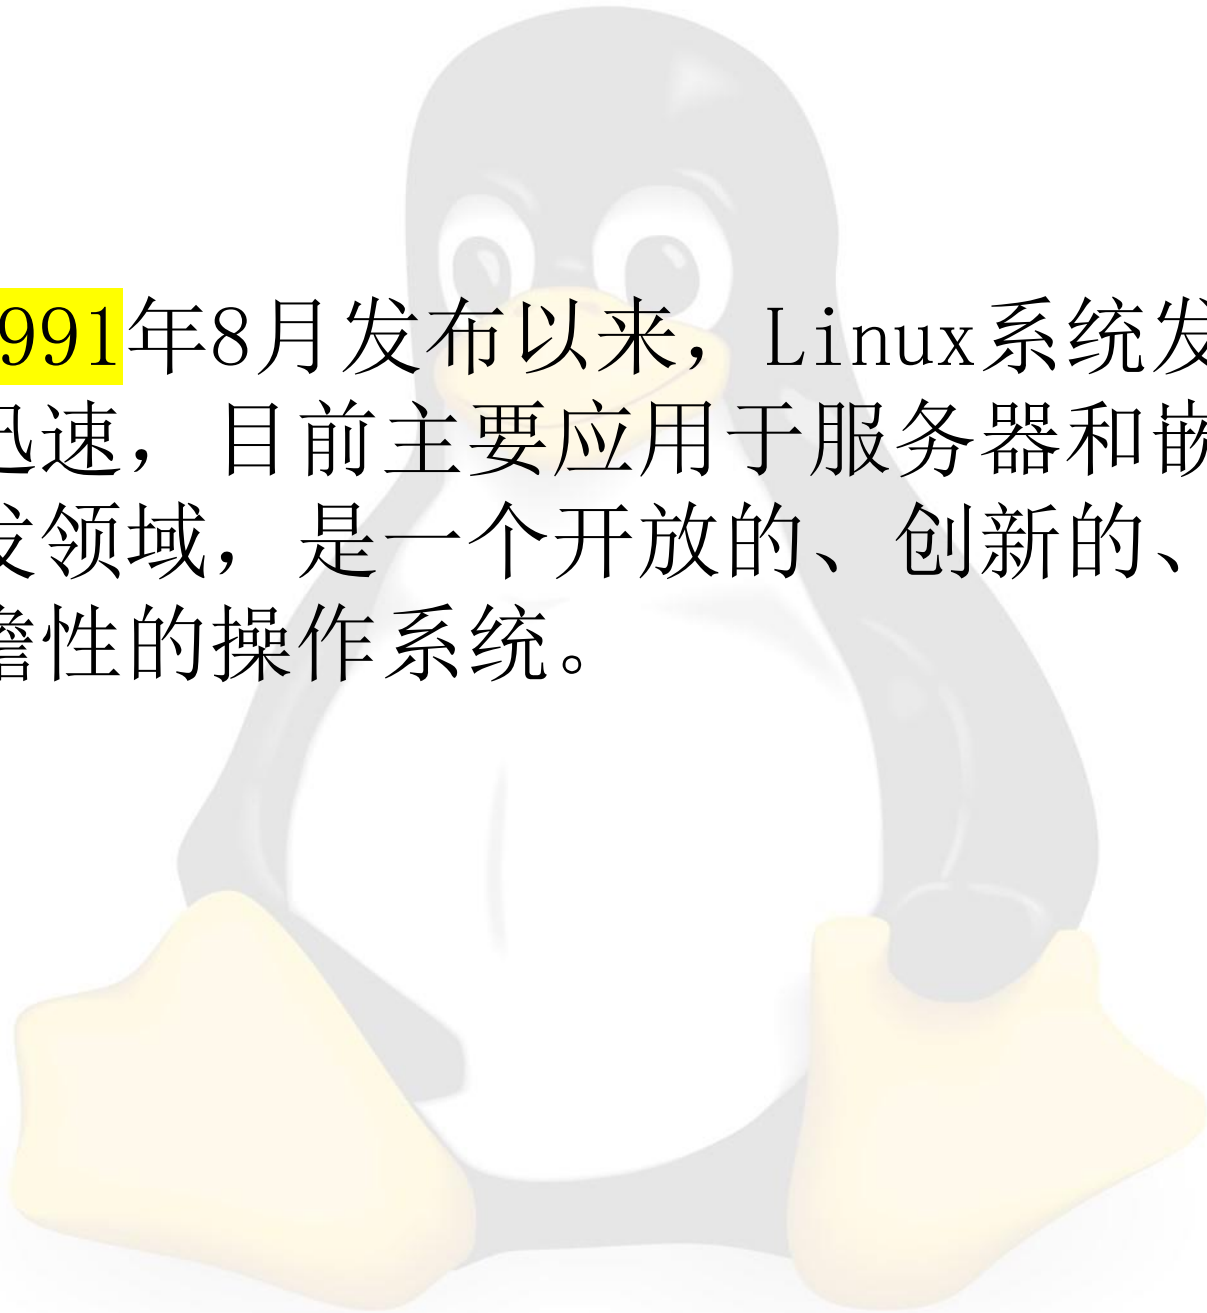 991年8月发布以来，Linux系统发
迅速，目前主要应用于服务器和嵌
发领域，是一个开放的、创新的、
瞻性的操作系统。